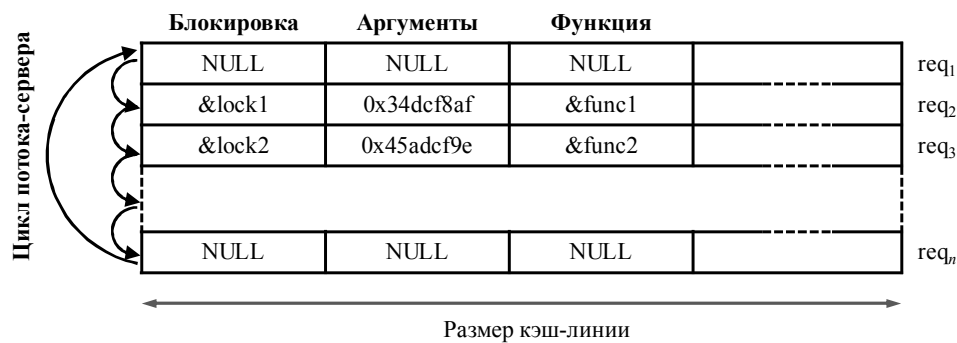 Блокировка Аргументы Функция
NULL NULL NULL req₁
&lock1 0x34dcf8af &func1 req₂
&lock2 0x45adcf9e &func2 req₃
NULL NULL NULL reqₙ
Цикл потока-сервера
Размер кэш-линии